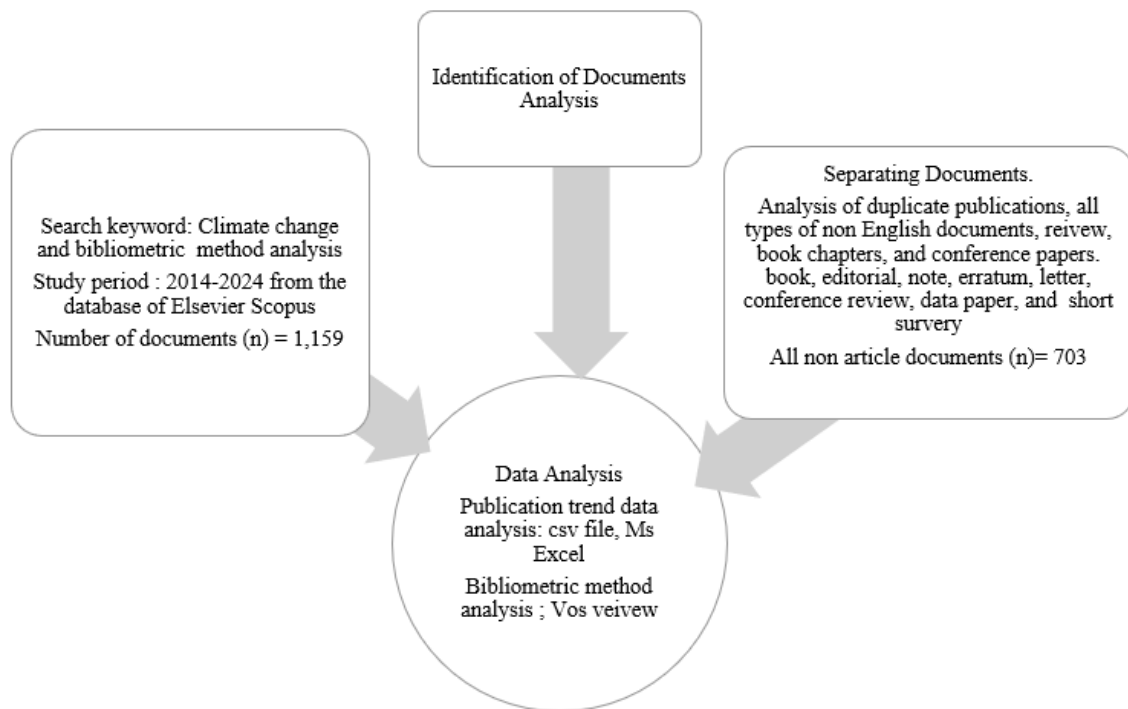 Identification of Documents
Analysis
Search keyword: Climate change
and bibliometric method analysis
Study period : 2014-2024 from the
database of Elsevier Scopus
Number of documents (n) = 1,159
Separating Documents.
Analysis of duplicate publications, all
types of non English documents, reivew,
book chapters, and conference papers.
book, editorial, note, erratum, letter,
conference review, data paper, and short
survery
All non article documents (n)= 703
Data Analysis
Publication trend data
analysis: csv file, Ms
Excel
Bibliometric method
analysis ; Vos veivew